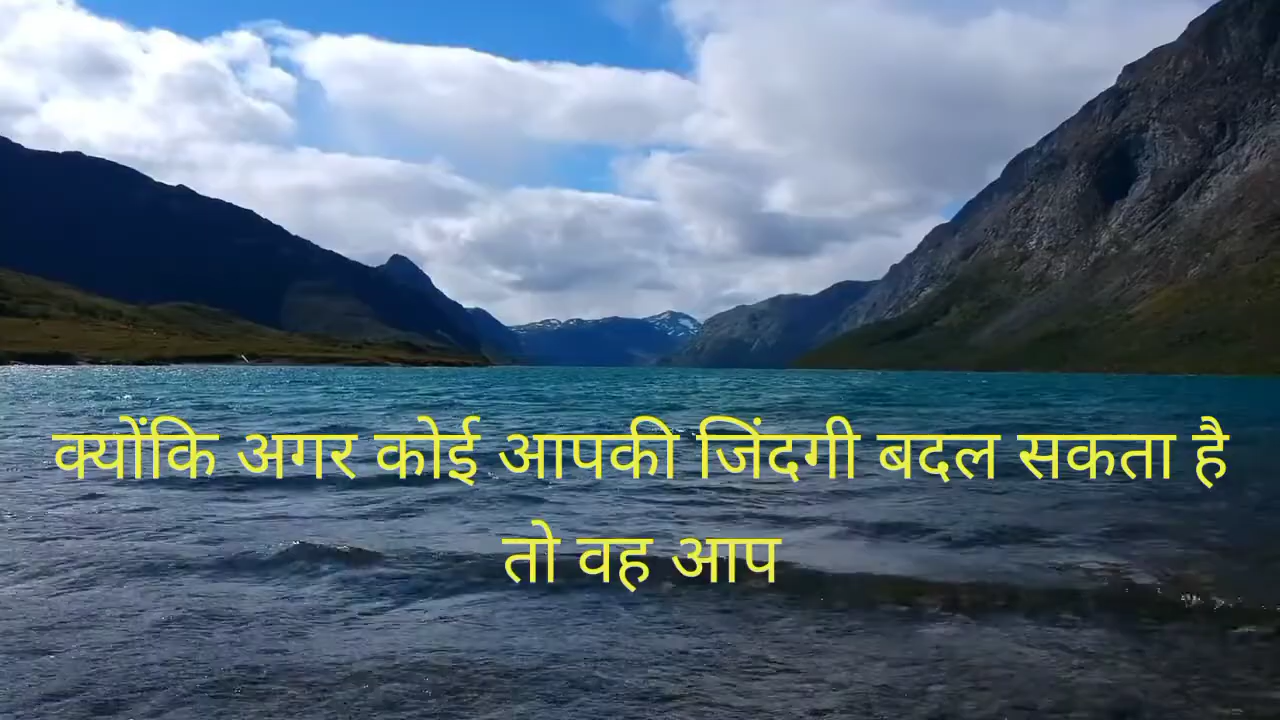 क्योंकि अगर कोई आपकी जिंदगी बदल सकता है
तो वह आप